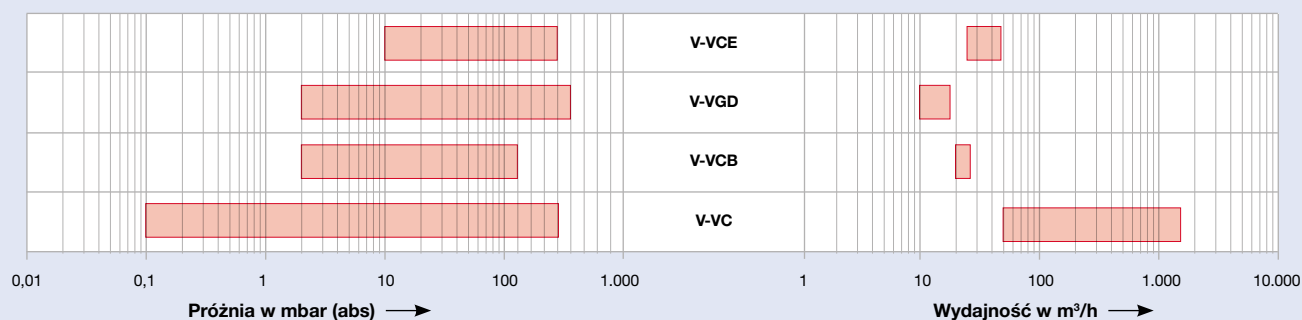 V-VCE
V-VGD
V-VCB
V-VC
0,01 0,1 1 10 100 1.000 1 10 100 1.000 10.000
Próżnia w mbar (abs) Wydajność w m³/h